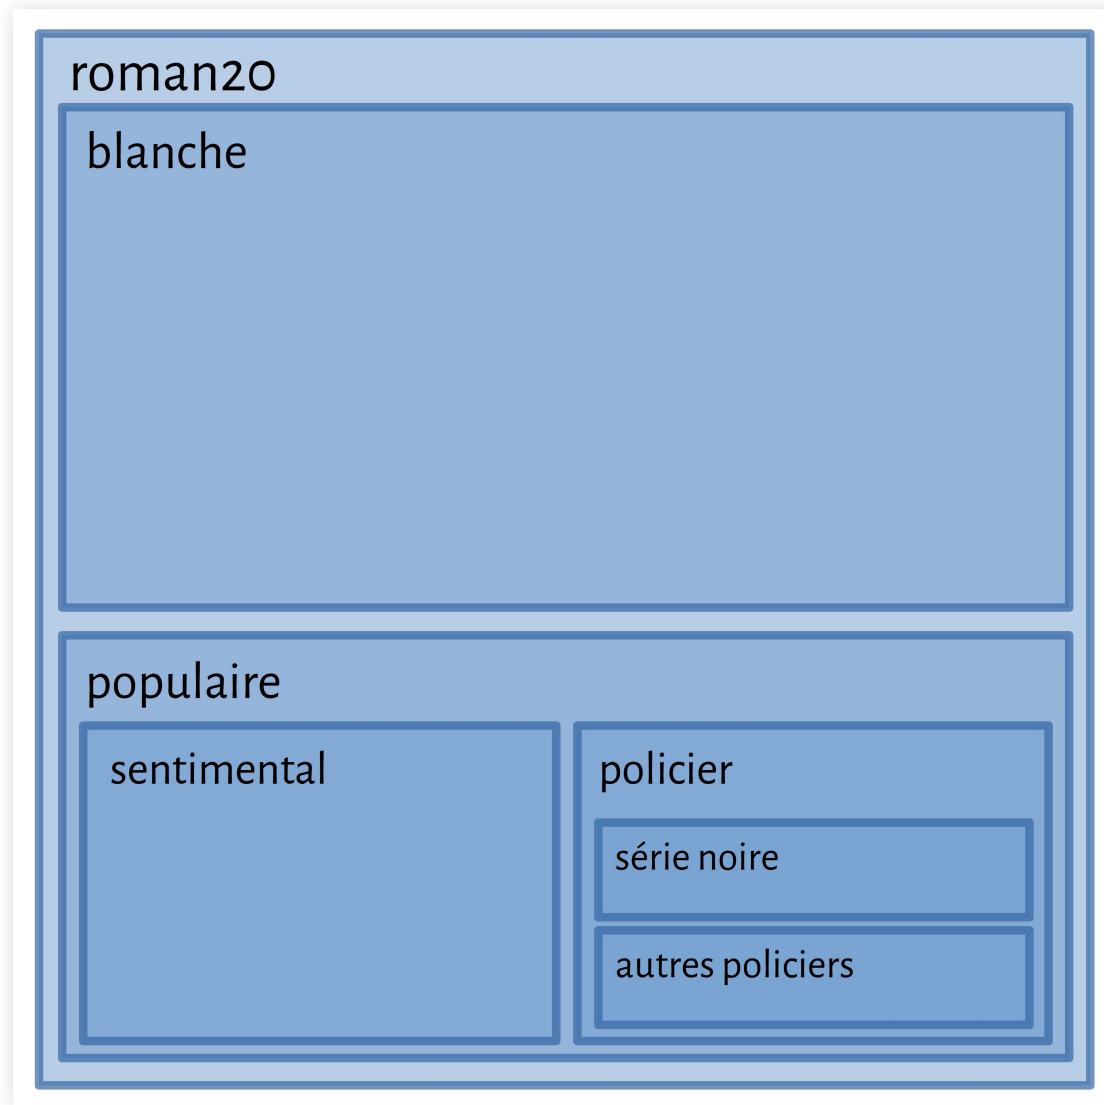 roman20
blanche
populaire
sentimental
policier
série noire
autres policiers